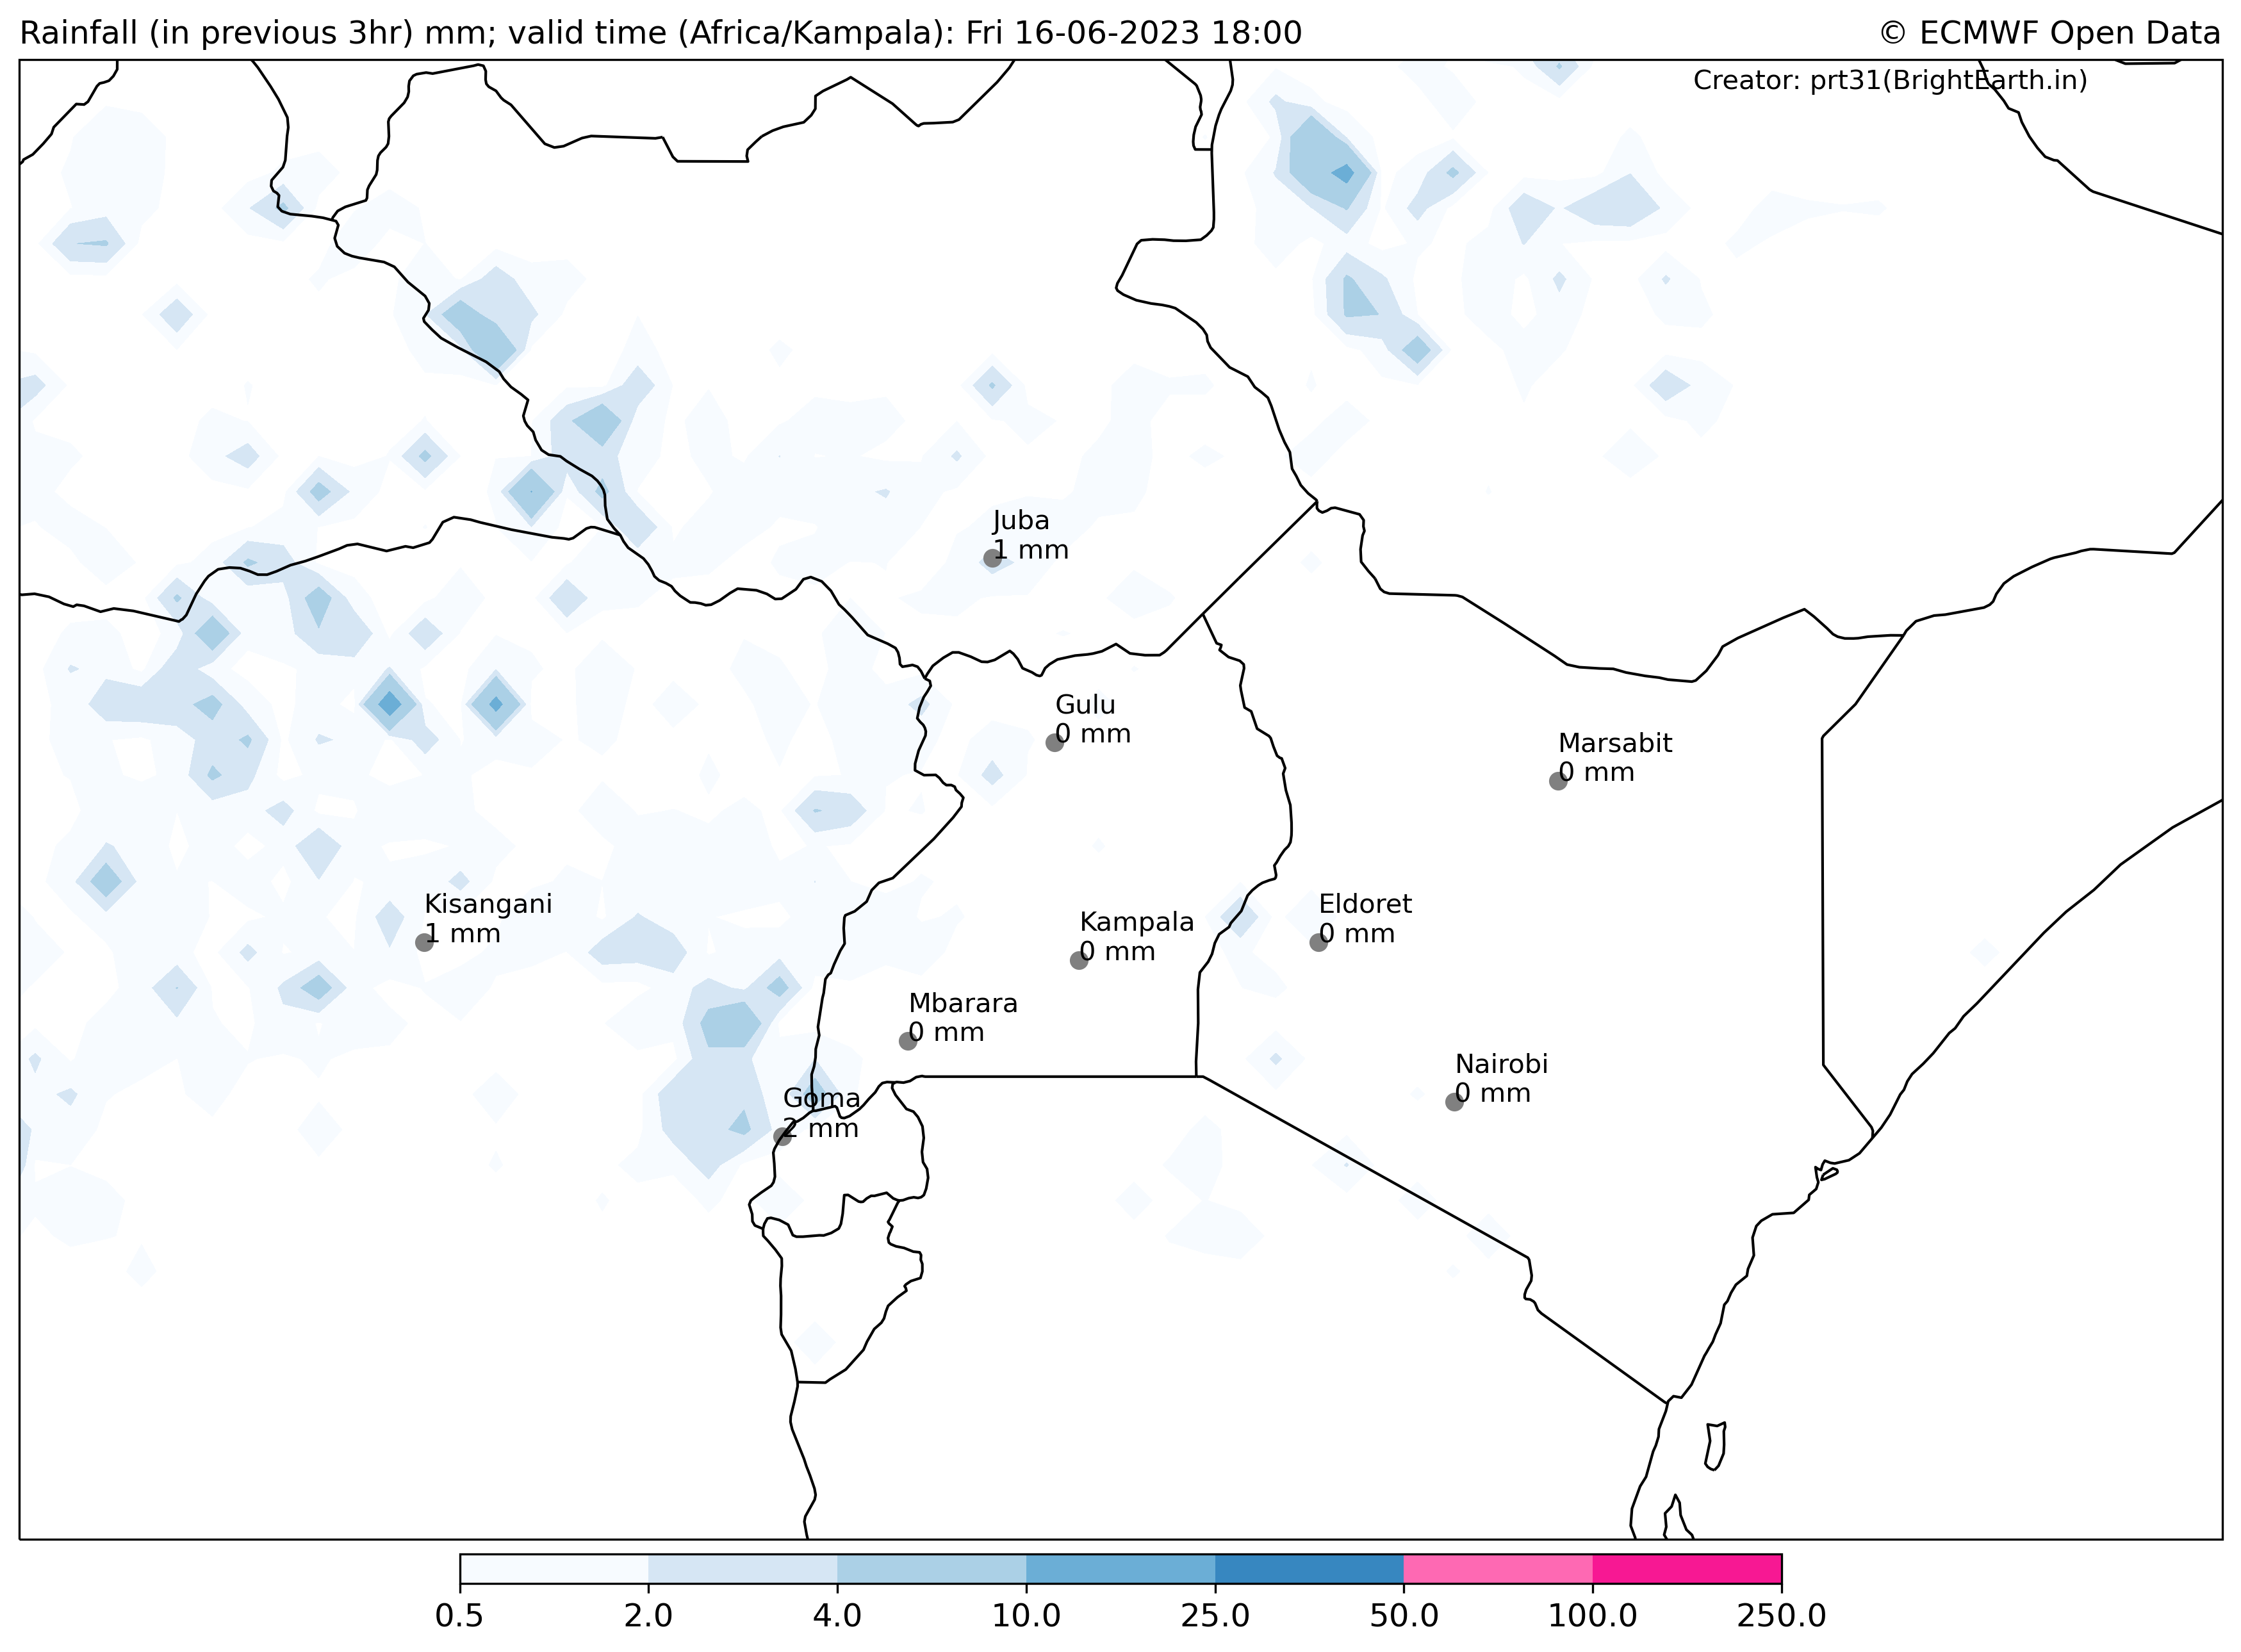 Rainfall (in previous 3hr) mm; valid time (Africa/Kampala): Fri 16-06-2023 18:00
© ECMWF Open Data
Creator: prt31(BrightEarth.in)
Juba
1 mm
Gulu
0 mm
Marsabit
0 mm
Kisangani
1 mm
Eldoret
0 mm
Kampala
0 mm
Mbarara
0 mm
Nairobi
0 mm
Goma
2 mm
0.5 2.0 4.0 10.0 25.0 50.0 100.0 250.0